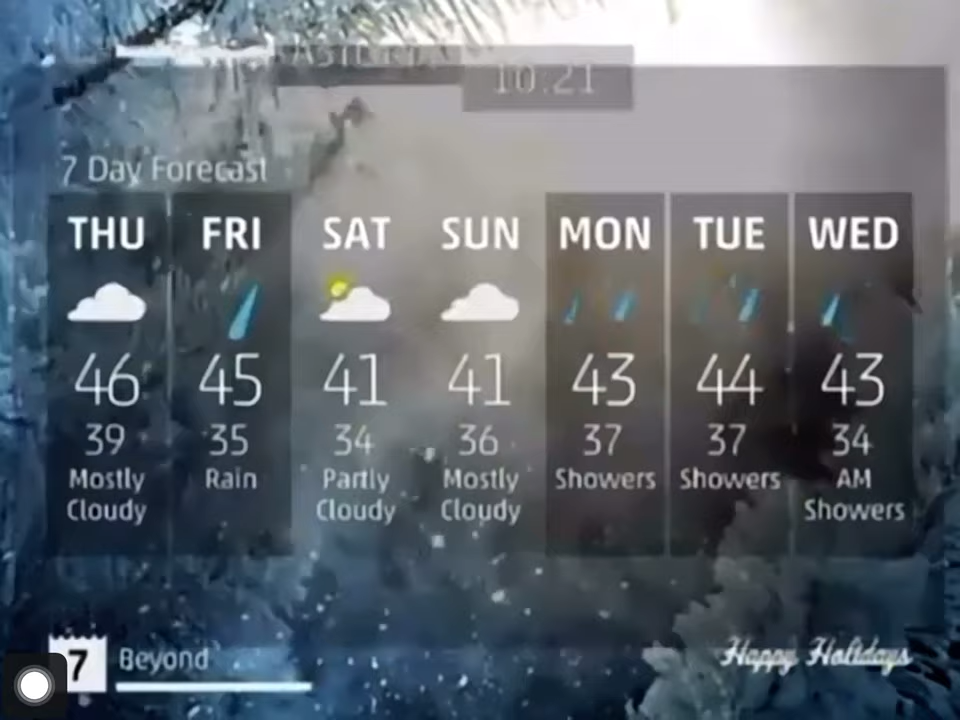 10:21
7 Day Forecast
THU FRI SAT SUN MON TUE WED
46 45 41 41 43 44 43
39 35 34 36 37 37 34
Mostly Cloudy Rain Partly Cloudy Mostly Cloudy Showers Showers AM Showers
7 Beyond
Happy Holidays